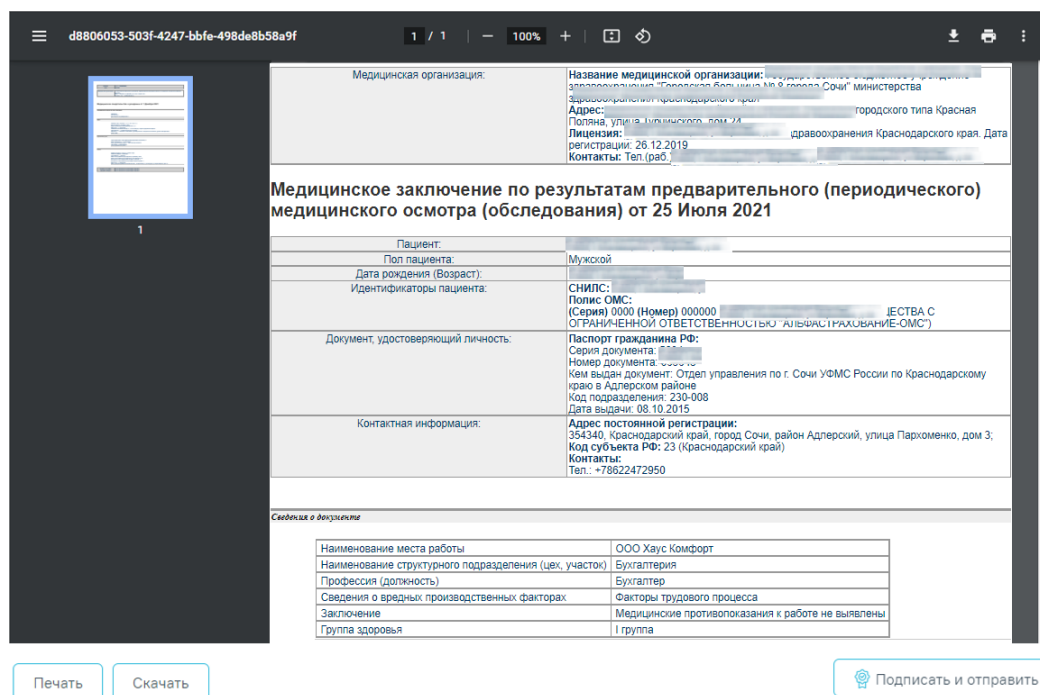 d8806053-503f-4247-bbfe-498de8b58a9f
1 / 1
100%
1
Медицинская организация:
Название медицинской организации:
здравоохранения "Городская больница № 8 города Сочи" министерства
здравоохранения Краснодарского края
Адрес: городского типа Красная
Поляна, улица Турчинского, дом 24
Лицензия: здравоохранения Краснодарского края. Дата
регистрации: 26.12.2019
Контакты: Тел.(раб.)
Медицинское заключение по результатам предварительного (периодического)
медицинского осмотра (обследования) от 25 Июля 2021
Пациент:
Пол пациента: Мужской
Дата рождения (Возраст):
Идентификаторы пациента:
СНИЛС:
Полис ОМС:
(Серия) 0000 (Номер) 000000
ОГРАНИЧЕННОЙ ОТВЕТСТВЕННОСТЬЮ "АЛЬФАСТРАХОВАНИЕ-ОМС")
Документ, удостоверяющий личность:
Паспорт гражданина РФ:
Серия документа:
Номер документа:
Кем выдан документ: Отдел управления по г. Сочи УФМС России по Краснодарскому
краю в Адлерском районе
Код подразделения: 230-008
Дата выдачи: 08.10.2015
Контактная информация:
Адрес постоянной регистрации:
354340, Краснодарский край, город Сочи, район Адлерский, улица Пархоменко, дом 3;
Код субъекта РФ: 23 (Краснодарский край)
Контакты:
Тел.: +78622472950
Сведения о документе
Наименование места работы ООО Хаус Комфорт
Наименование структурного подразделения (цех, участок) Бухгалтерия
Профессия (должность) Бухгалтер
Сведения о вредных производственных факторах Факторы трудового процесса
Заключение Медицинские противопоказания к работе не выявлены
Группа здоровья I группа
Печать
Скачать
Подписать и отправить